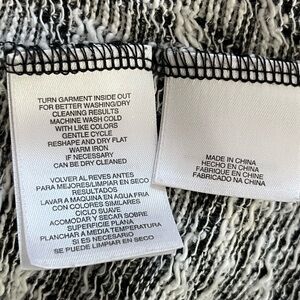 TURN GARMENT INSIDE OUT
FOR BETTER WASHING/DRY
CLEANING RESULTS
MACHINE WASH COLD
WITH LIKE COLORS
GENTLE CYCLE
RESHAPE AND DRY FLAT
WARM IRON
IF NECESSARY
CAN BE DRY CLEANED
VOLVER AL REVES ANTES
PARA MEJORES/LIMPIAR EN SECO
RESULTADOS
LAVAR A MAQUINA EN AGUA FRIA
CON COLORES SIMILARES
CICLO SUAVE
ACOMODAR Y SECAR SOBRE
SUPERFICIE PLANA
PLANCHAR A MEDIA TEMPERATURA
SI ES NECESARIO
SE PUEDE LIMPIAR EN SECO
MADE IN CHINA
HECHO EN CHINA
FABRICADO NA CHINA